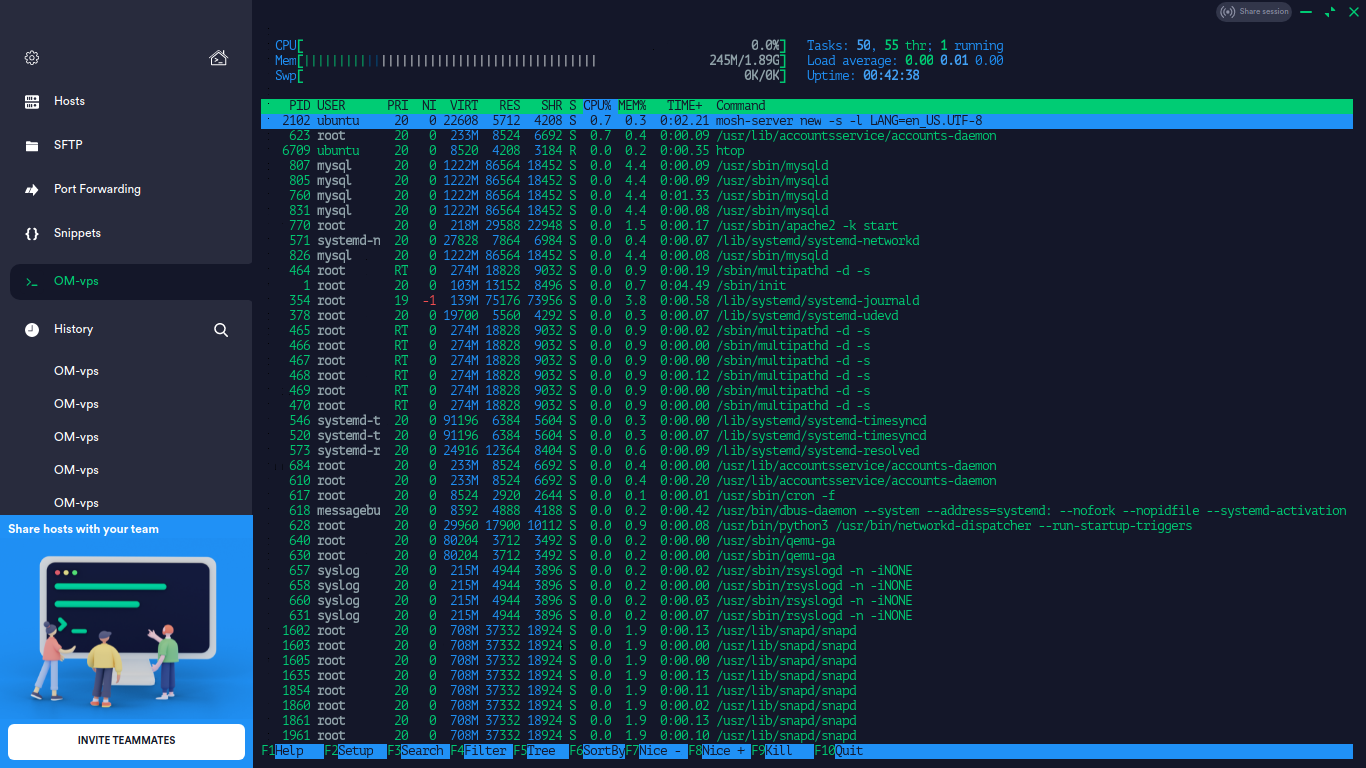 Share session
Hosts
SFTP
Port Forwarding
Snippets
OM-vps
History
OM-vps
OM-vps
OM-vps
OM-vps
OM-vps
Share hosts with your team
INVITE TEAMMATES
CPU[ 0.0%] Tasks: 50, 55 thr; 1 running
Mem[||||||||||||||||||||||||||||||||||||||||||245M/1.89G] Load average: 0.00 0.01 0.00
Swp[ 0K/0K] Uptime: 00:42:38
PID USER PRI NI VIRT RES SHR S CPU% MEM% TIME+ Command
2102 ubuntu 20 0 22608 5712 4208 S 0.7 0.3 0:02.21 mosh-server new -s -l LANG=en_US.UTF-8
623 root 20 0 233M 8524 6692 S 0.7 0.4 0:00.09 /usr/lib/accountsservice/accounts-daemon
6709 ubuntu 20 0 8520 4208 3184 R 0.0 0.2 0:00.35 htop
807 mysql 20 0 1222M 86564 18452 S 0.0 4.4 0:00.09 /usr/sbin/mysqld
805 mysql 20 0 1222M 86564 18452 S 0.0 4.4 0:00.09 /usr/sbin/mysqld
760 mysql 20 0 1222M 86564 18452 S 0.0 4.4 0:01.33 /usr/sbin/mysqld
831 mysql 20 0 1222M 86564 18452 S 0.0 4.4 0:00.08 /usr/sbin/mysqld
770 root 20 0 218M 29588 22948 S 0.0 1.5 0:00.17 /usr/sbin/apache2 -k start
571 systemd-n 20 0 27828 7864 6984 S 0.0 0.4 0:00.07 /lib/systemd/systemd-networkd
826 mysql 20 0 1222M 86564 18452 S 0.0 4.4 0:00.08 /usr/sbin/mysqld
464 root RT 0 274M 18828 9032 S 0.0 0.9 0:00.19 /sbin/multipathd -d -s
1 root 20 0 103M 13152 8496 S 0.0 0.7 0:04.49 /sbin/init
354 root 19 -1 139M 75176 73956 S 0.0 3.8 0:00.58 /lib/systemd/systemd-journald
378 root 20 0 19700 5560 4292 S 0.0 0.3 0:00.07 /lib/systemd/systemd-udevd
465 root RT 0 274M 18828 9032 S 0.0 0.9 0:00.02 /sbin/multipathd -d -s
466 root RT 0 274M 18828 9032 S 0.0 0.9 0:00.00 /sbin/multipathd -d -s
467 root RT 0 274M 18828 9032 S 0.0 0.9 0:00.00 /sbin/multipathd -d -s
468 root RT 0 274M 18828 9032 S 0.0 0.9 0:00.12 /sbin/multipathd -d -s
469 root RT 0 274M 18828 9032 S 0.0 0.9 0:00.00 /sbin/multipathd -d -s
470 root RT 0 274M 18828 9032 S 0.0 0.9 0:00.00 /sbin/multipathd -d -s
546 systemd-t 20 0 91196 6384 5604 S 0.0 0.3 0:00.00 /lib/systemd/systemd-timesyncd
520 systemd-t 20 0 91196 6384 5604 S 0.0 0.3 0:00.07 /lib/systemd/systemd-timesyncd
573 systemd-r 20 0 24916 12364 8404 S 0.0 0.6 0:00.09 /lib/systemd/systemd-resolved
684 root 20 0 233M 8524 6692 S 0.0 0.4 0:00.00 /usr/lib/accountsservice/accounts-daemon
610 root 20 0 233M 8524 6692 S 0.0 0.4 0:00.20 /usr/lib/accountsservice/accounts-daemon
617 root 20 0 8524 2920 2644 S 0.0 0.1 0:00.01 /usr/sbin/cron -f
618 messagebu 20 0 8392 4888 4188 S 0.0 0.2 0:00.42 /usr/bin/dbus-daemon --system --address=systemd: --nofork --nopidfile --systemd-activation
628 root 20 0 29960 17900 10112 S 0.0 0.9 0:00.08 /usr/bin/python3 /usr/bin/networkd-dispatcher --run-startup-triggers
640 root 20 0 80204 3712 3492 S 0.0 0.2 0:00.00 /usr/sbin/qemu-ga
630 root 20 0 80204 3712 3492 S 0.0 0.2 0:00.00 /usr/sbin/qemu-ga
657 syslog 20 0 215M 4944 3896 S 0.0 0.2 0:00.02 /usr/sbin/rsyslogd -n -iNONE
658 syslog 20 0 215M 4944 3896 S 0.0 0.2 0:00.00 /usr/sbin/rsyslogd -n -iNONE
660 syslog 20 0 215M 4944 3896 S 0.0 0.2 0:00.03 /usr/sbin/rsyslogd -n -iNONE
631 syslog 20 0 215M 4944 3896 S 0.0 0.2 0:00.07 /usr/sbin/rsyslogd -n -iNONE
1602 root 20 0 708M 37332 18924 S 0.0 1.9 0:00.13 /usr/lib/snapd/snapd
1603 root 20 0 708M 37332 18924 S 0.0 1.9 0:00.00 /usr/lib/snapd/snapd
1605 root 20 0 708M 37332 18924 S 0.0 1.9 0:00.00 /usr/lib/snapd/snapd
1635 root 20 0 708M 37332 18924 S 0.0 1.9 0:00.13 /usr/lib/snapd/snapd
1854 root 20 0 708M 37332 18924 S 0.0 1.9 0:00.11 /usr/lib/snapd/snapd
1860 root 20 0 708M 37332 18924 S 0.0 1.9 0:00.02 /usr/lib/snapd/snapd
1861 root 20 0 708M 37332 18924 S 0.0 1.9 0:00.13 /usr/lib/snapd/snapd
1961 root 20 0 708M 37332 18924 S 0.0 1.9 0:00.10 /usr/lib/snapd/snapd
F1Help F2Setup F3Search F4Filter F5Tree F6SortBy F7Nice - F8Nice + F9Kill F10Quit